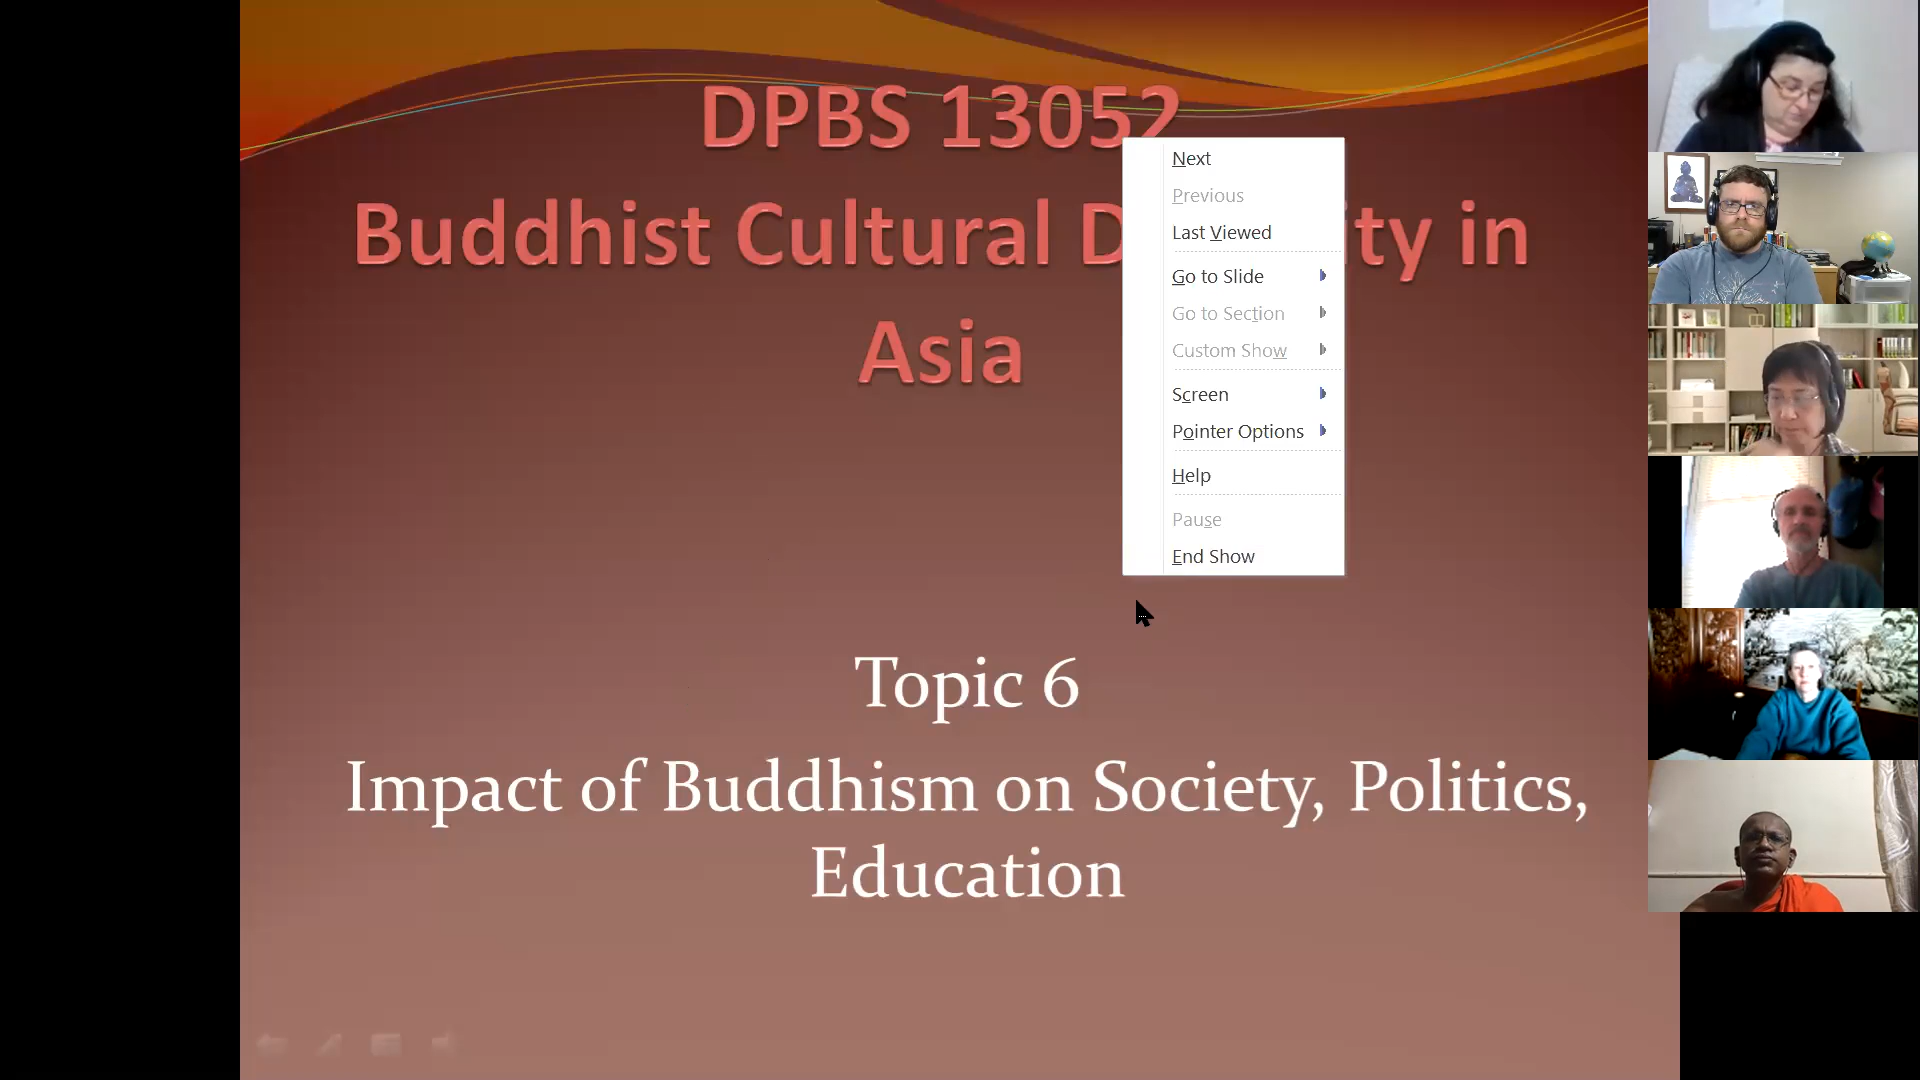 DPBS 13052
Buddhist Cultural D ity in
Asia
Next
Previous
Last Viewed
Go to Slide
Go to Section
Custom Show
Screen
Pointer Options
Help
Pause
End Show
Topic 6
Impact of Buddhism on Society, Politics,
Education